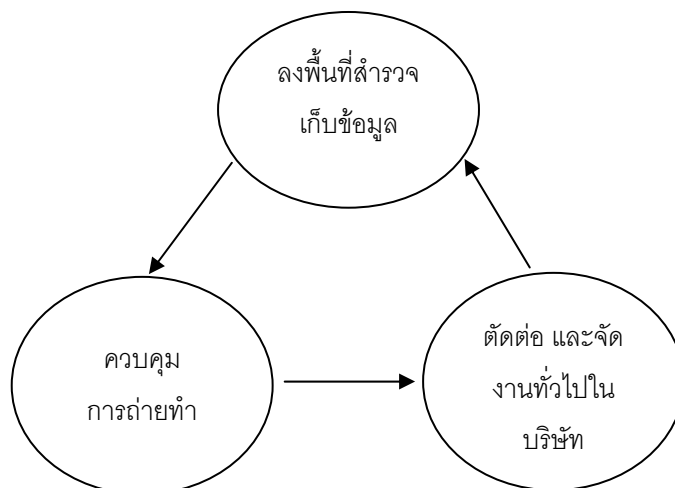 ลงพื้นที่สำรวจ
เก็บข้อมูล
ควบคุม
การถ่ายทำ
ตัดต่อ และจัด
งานทั่วไปใน
บริษัท